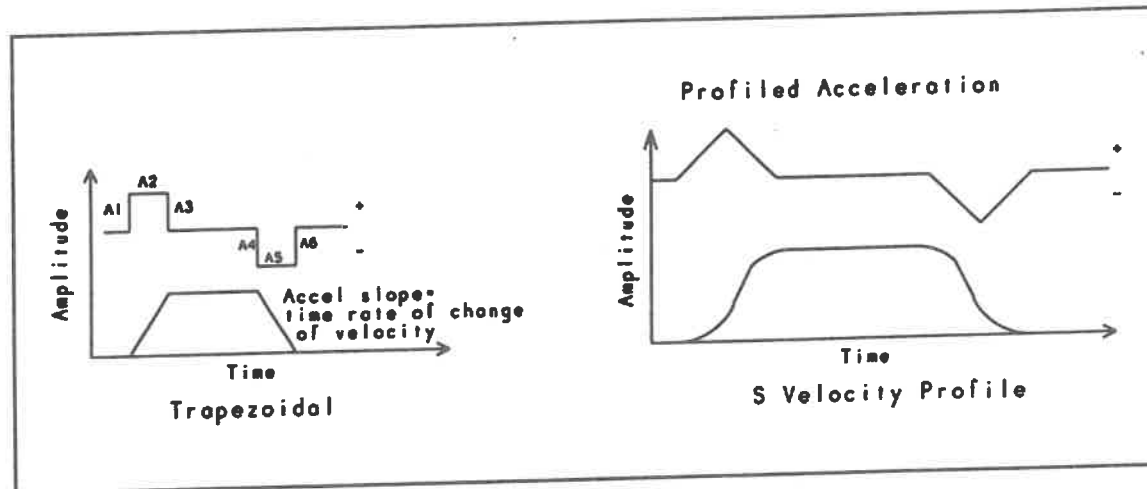 Profiled Acceleration
+
-
Amplitude
Time
S Velocity Profile
A1
A2
A3
A4
A5
A6
+
-
Amplitude
Accel slope=
time rate of change
of velocity
Time
Trapezoidal